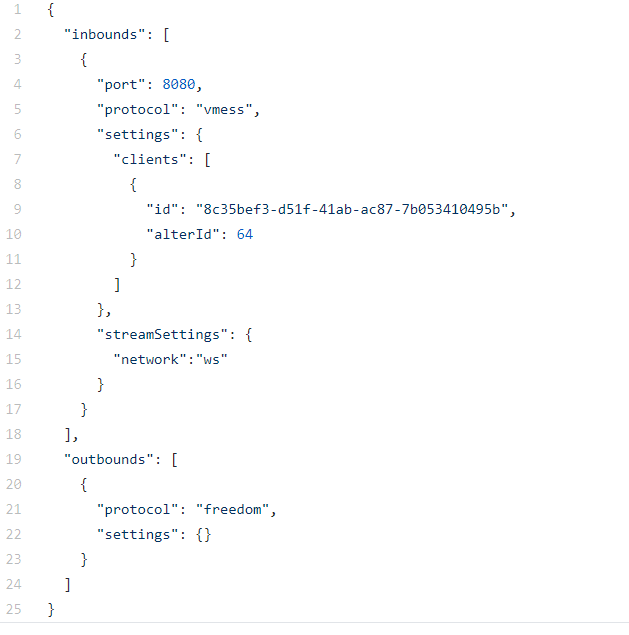 1 {
2   "inbounds": [
3     {
4       "port": 8080,
5       "protocol": "vmess",
6       "settings": {
7         "clients": [
8           {
9             "id": "8c35bef3-d51f-41ab-ac87-7b053410495b",
10             "alterId": 64
11           }
12         ]
13       },
14       "streamSettings": {
15         "network":"ws"
16       }
17     }
18   ],
19   "outbounds": [
20     {
21       "protocol": "freedom",
22       "settings": {}
23     }
24   ]
25 }